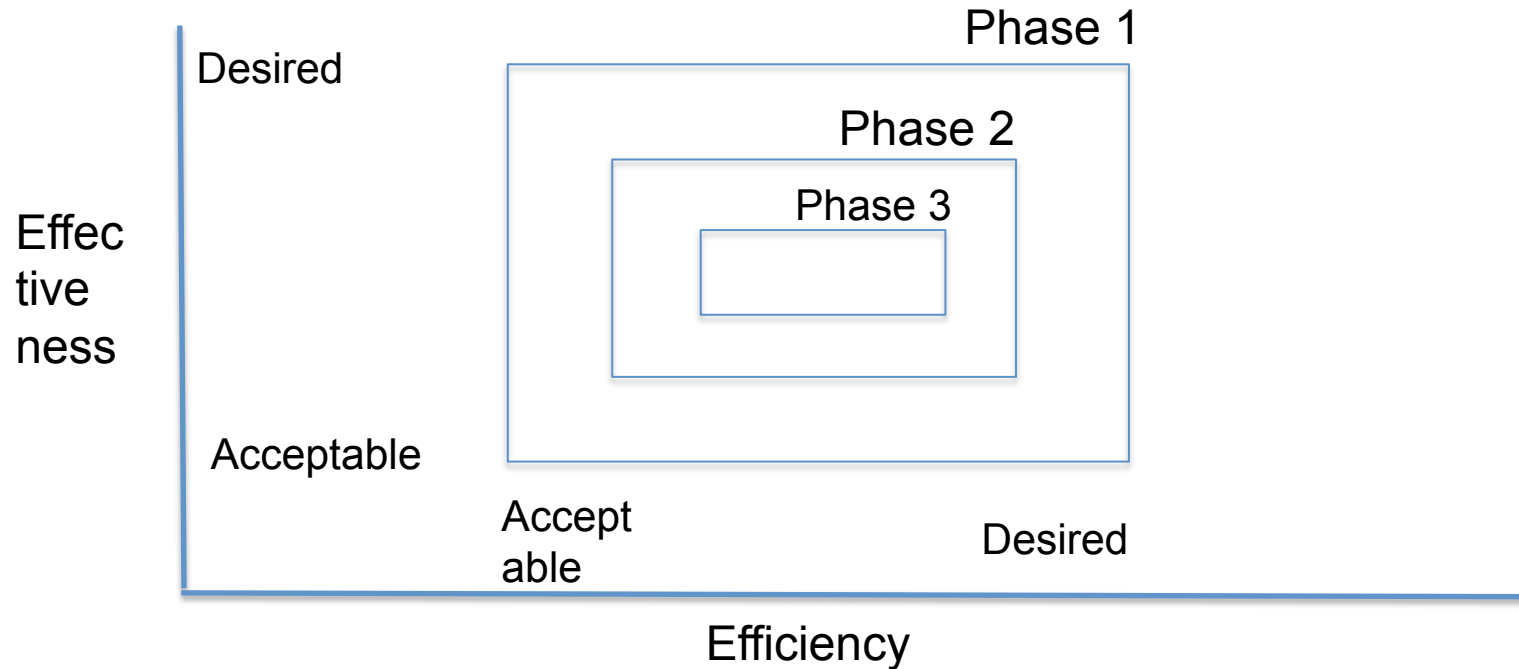 Phase 1
Desired
Phase 2
Phase 3
Effec
tive
ness
Acceptable
Accept
able
Desired
Efficiency